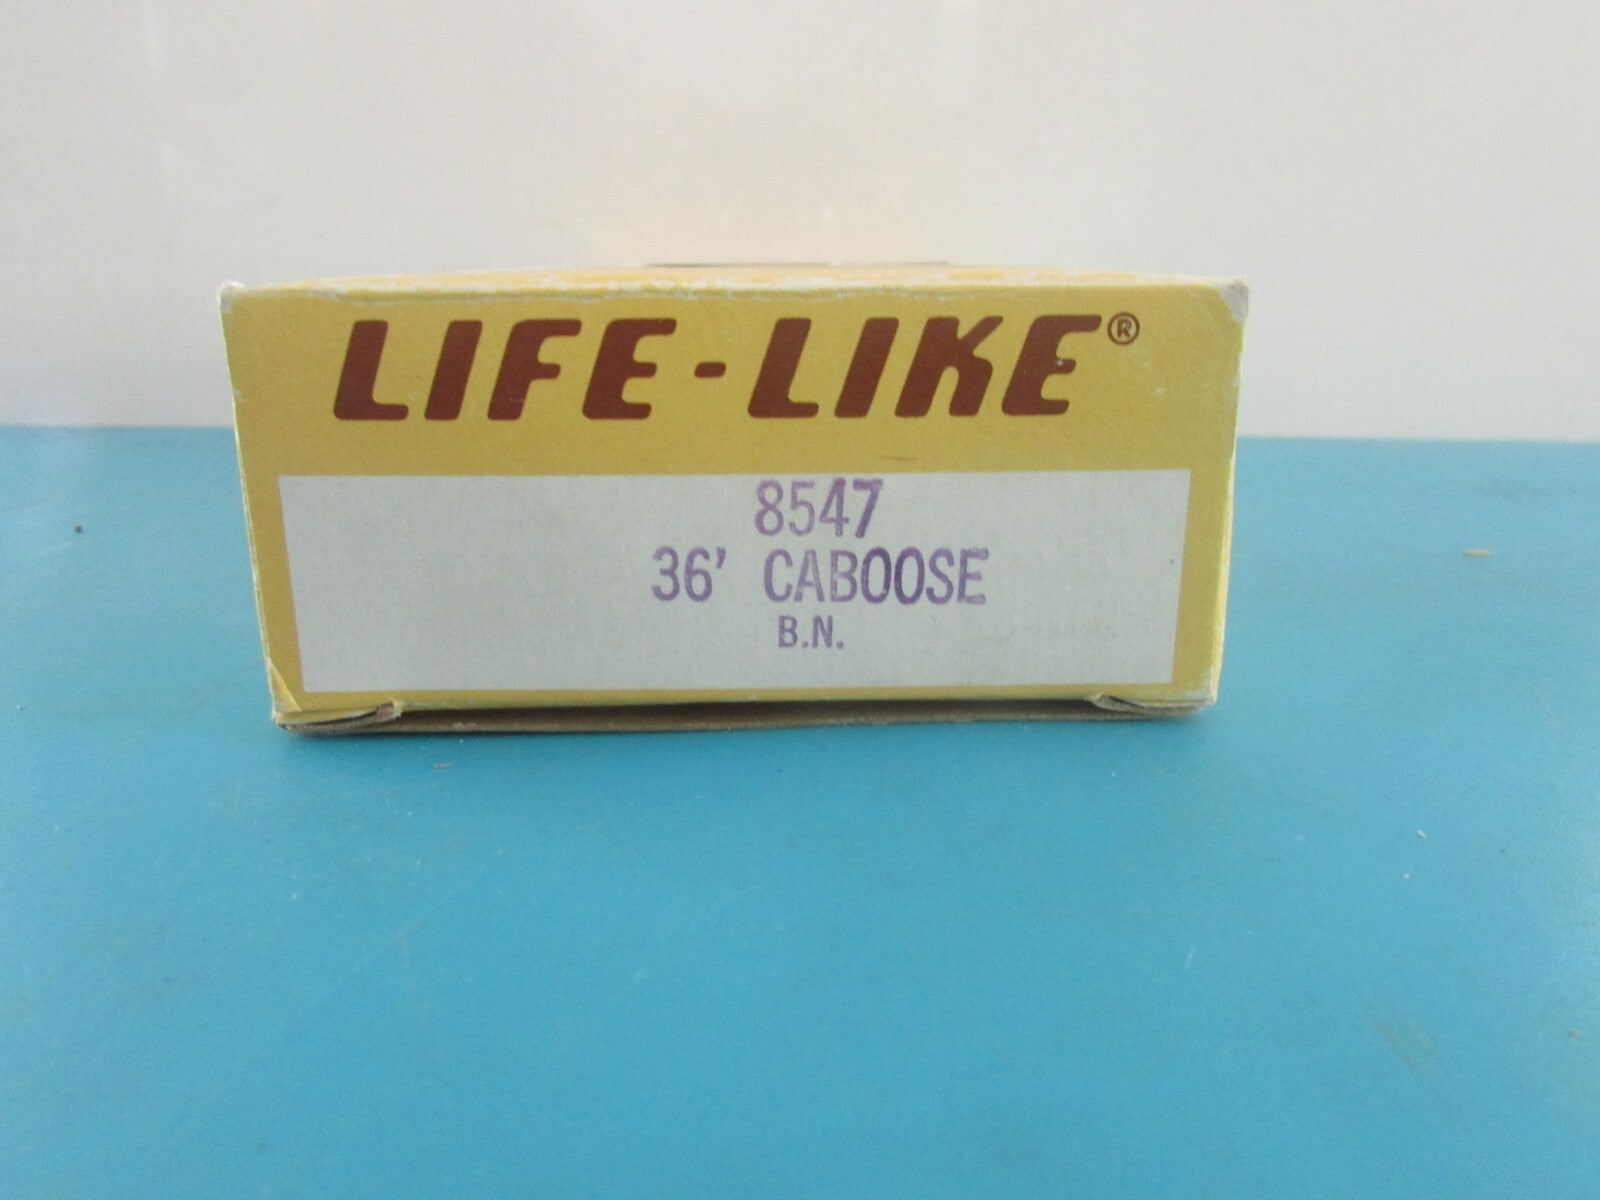 LIFE-LIKE®
8547
36' CABOOSE
B.N.